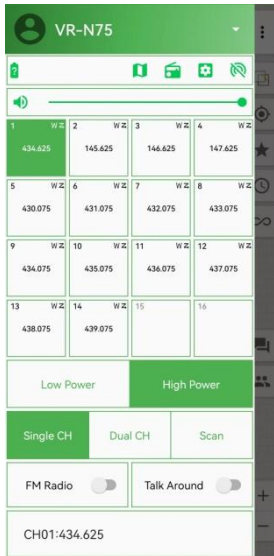 VR-N75
1 W Z 2 W Z 3 W Z 4 W Z
434.625 145.625 146.625 147.625
5 W Z 6 W Z 7 W Z 8 W Z
430.075 431.075 432.075 433.075
9 W Z 10 W Z 11 W Z 12 W Z
434.075 435.075 436.075 437.075
13 W Z 14 W Z 15 16
438.075 439.075
Low Power High Power
Single CH Dual CH Scan
FM Radio Talk Around
CH01:434.625